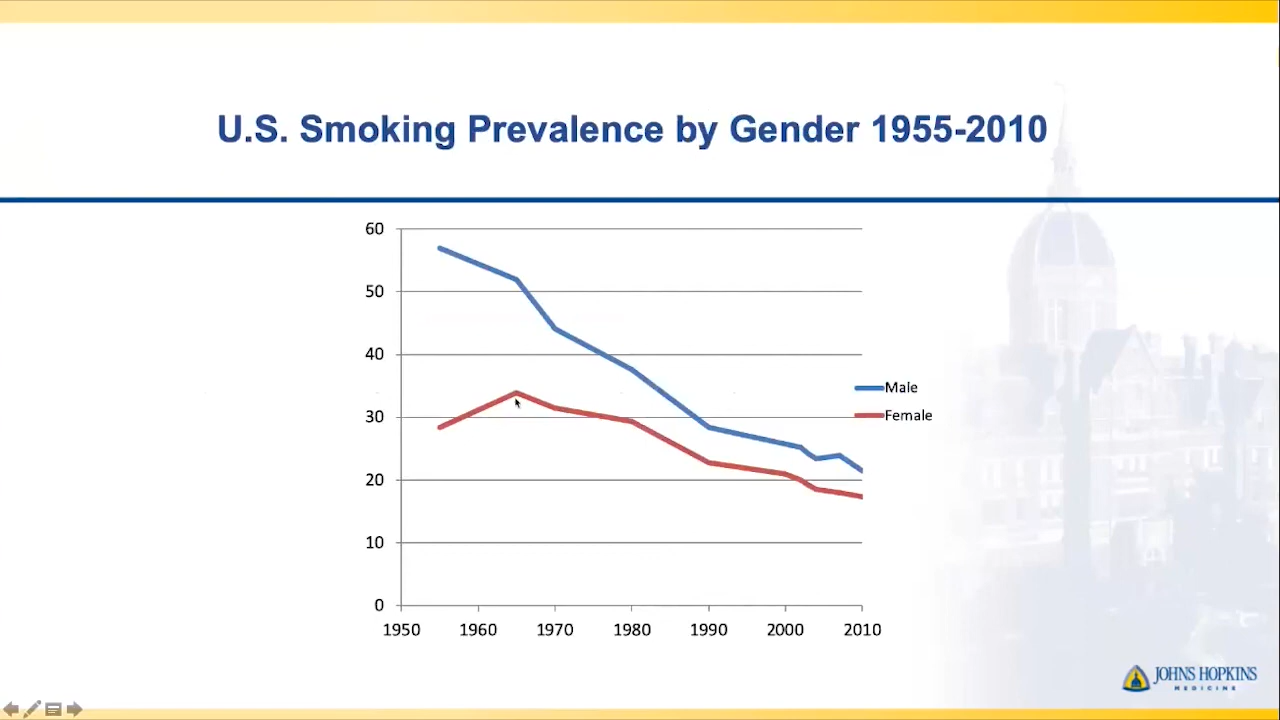 U.S. Smoking Prevalence by Gender 1955-2010
60
50
40
30
20
10
0
1950 1960 1970 1980 1990 2000 2010
Male
Female
JOHNS HOPKINS
MEDICINE